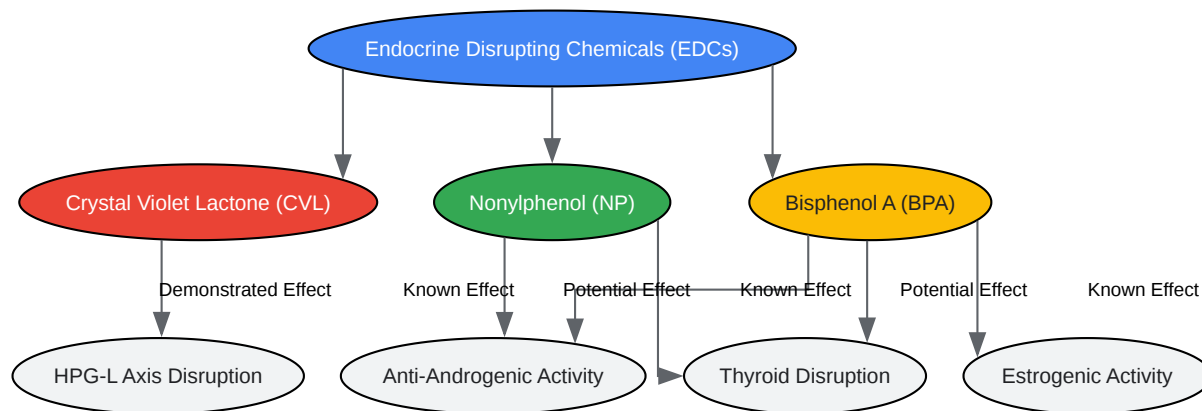 Endocrine Disrupting Chemicals (EDCs)
Crystal Violet Lactone (CVL)
Nonylphenol (NP)
Bisphenol A (BPA)
Demonstrated Effect
Known Effect
Potential Effect
Known Effect
Potential Effect
Known Effect
HPG-L Axis Disruption
Anti-Androgenic Activity
Thyroid Disruption
Estrogenic Activity